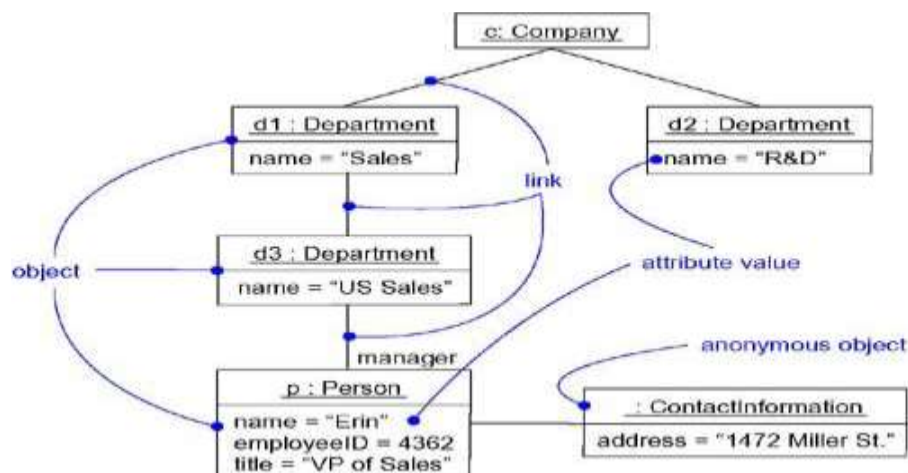 c: Company
d1 : Department
name = "Sales"
d2 : Department
name = "R&D"
link
d3 : Department
name = "US Sales"
object
attribute value
manager
anonymous object
p : Person
name = "Erin"
employeeID = 4362
title = "VP of Sales"
: ContactInformation
address = "1472 Miller St."